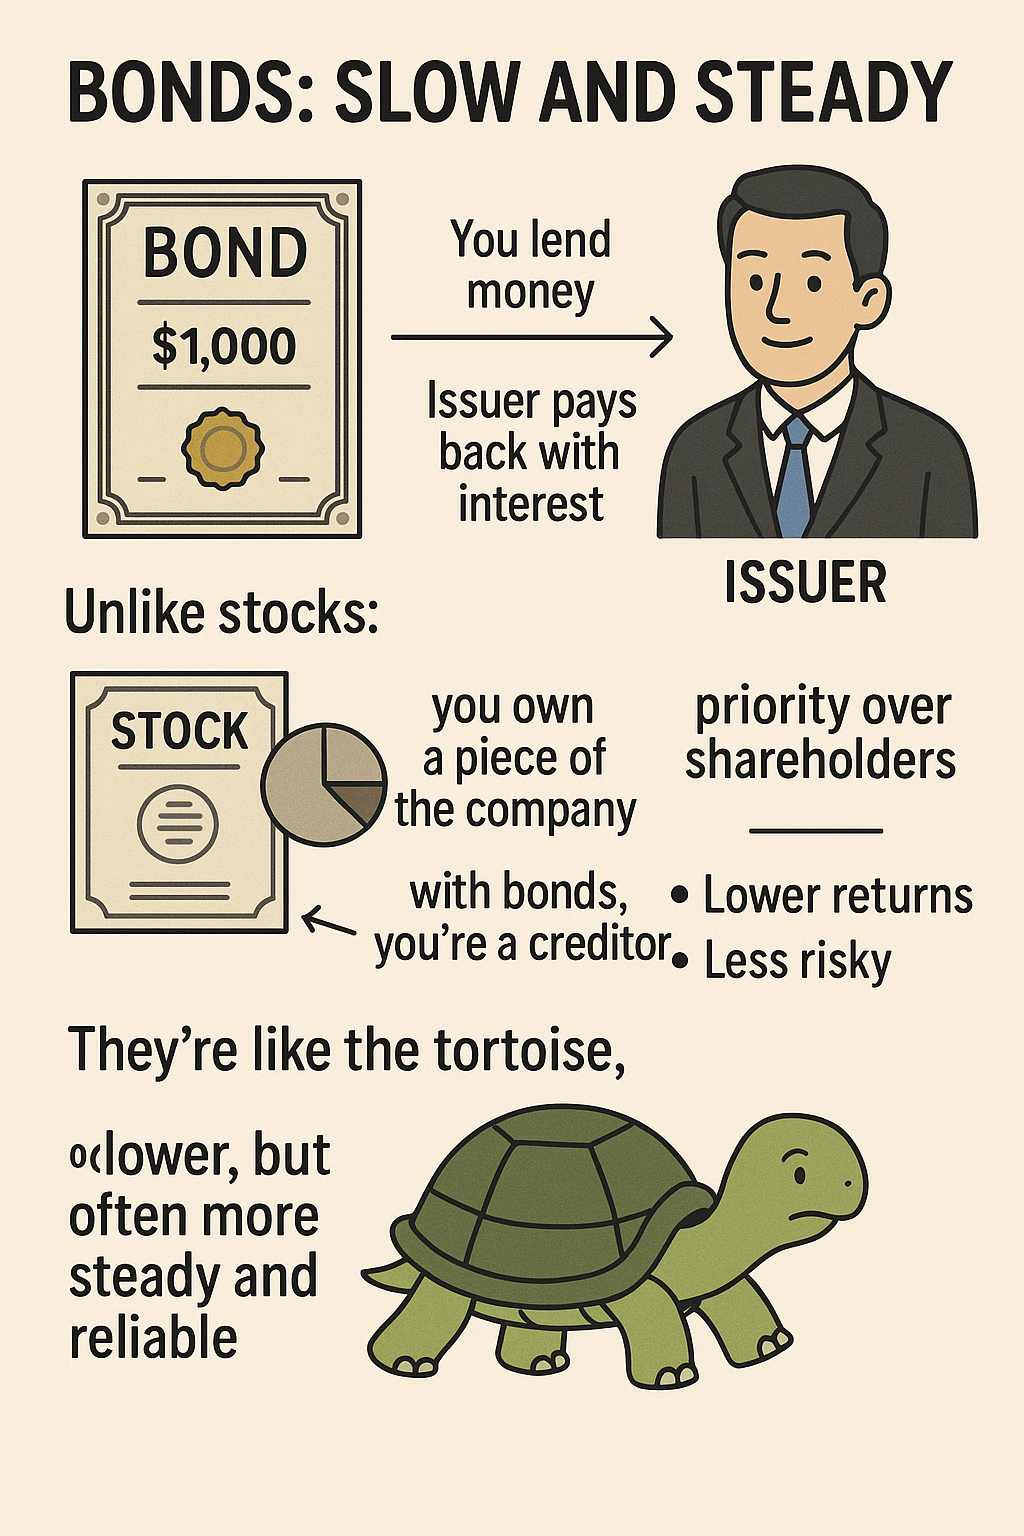 BONDS: SLOW AND STEADY
BOND
$1,000
You lend
money
Issuer pays
back with
interest
ISSUER
Unlike stocks:
STOCK
you own
a piece of
the company
with bonds,
you’re a creditor
priority over
shareholders
• Lower returns
• Less risky
They’re like the tortoise,
lower, but
often more
steady and
reliable